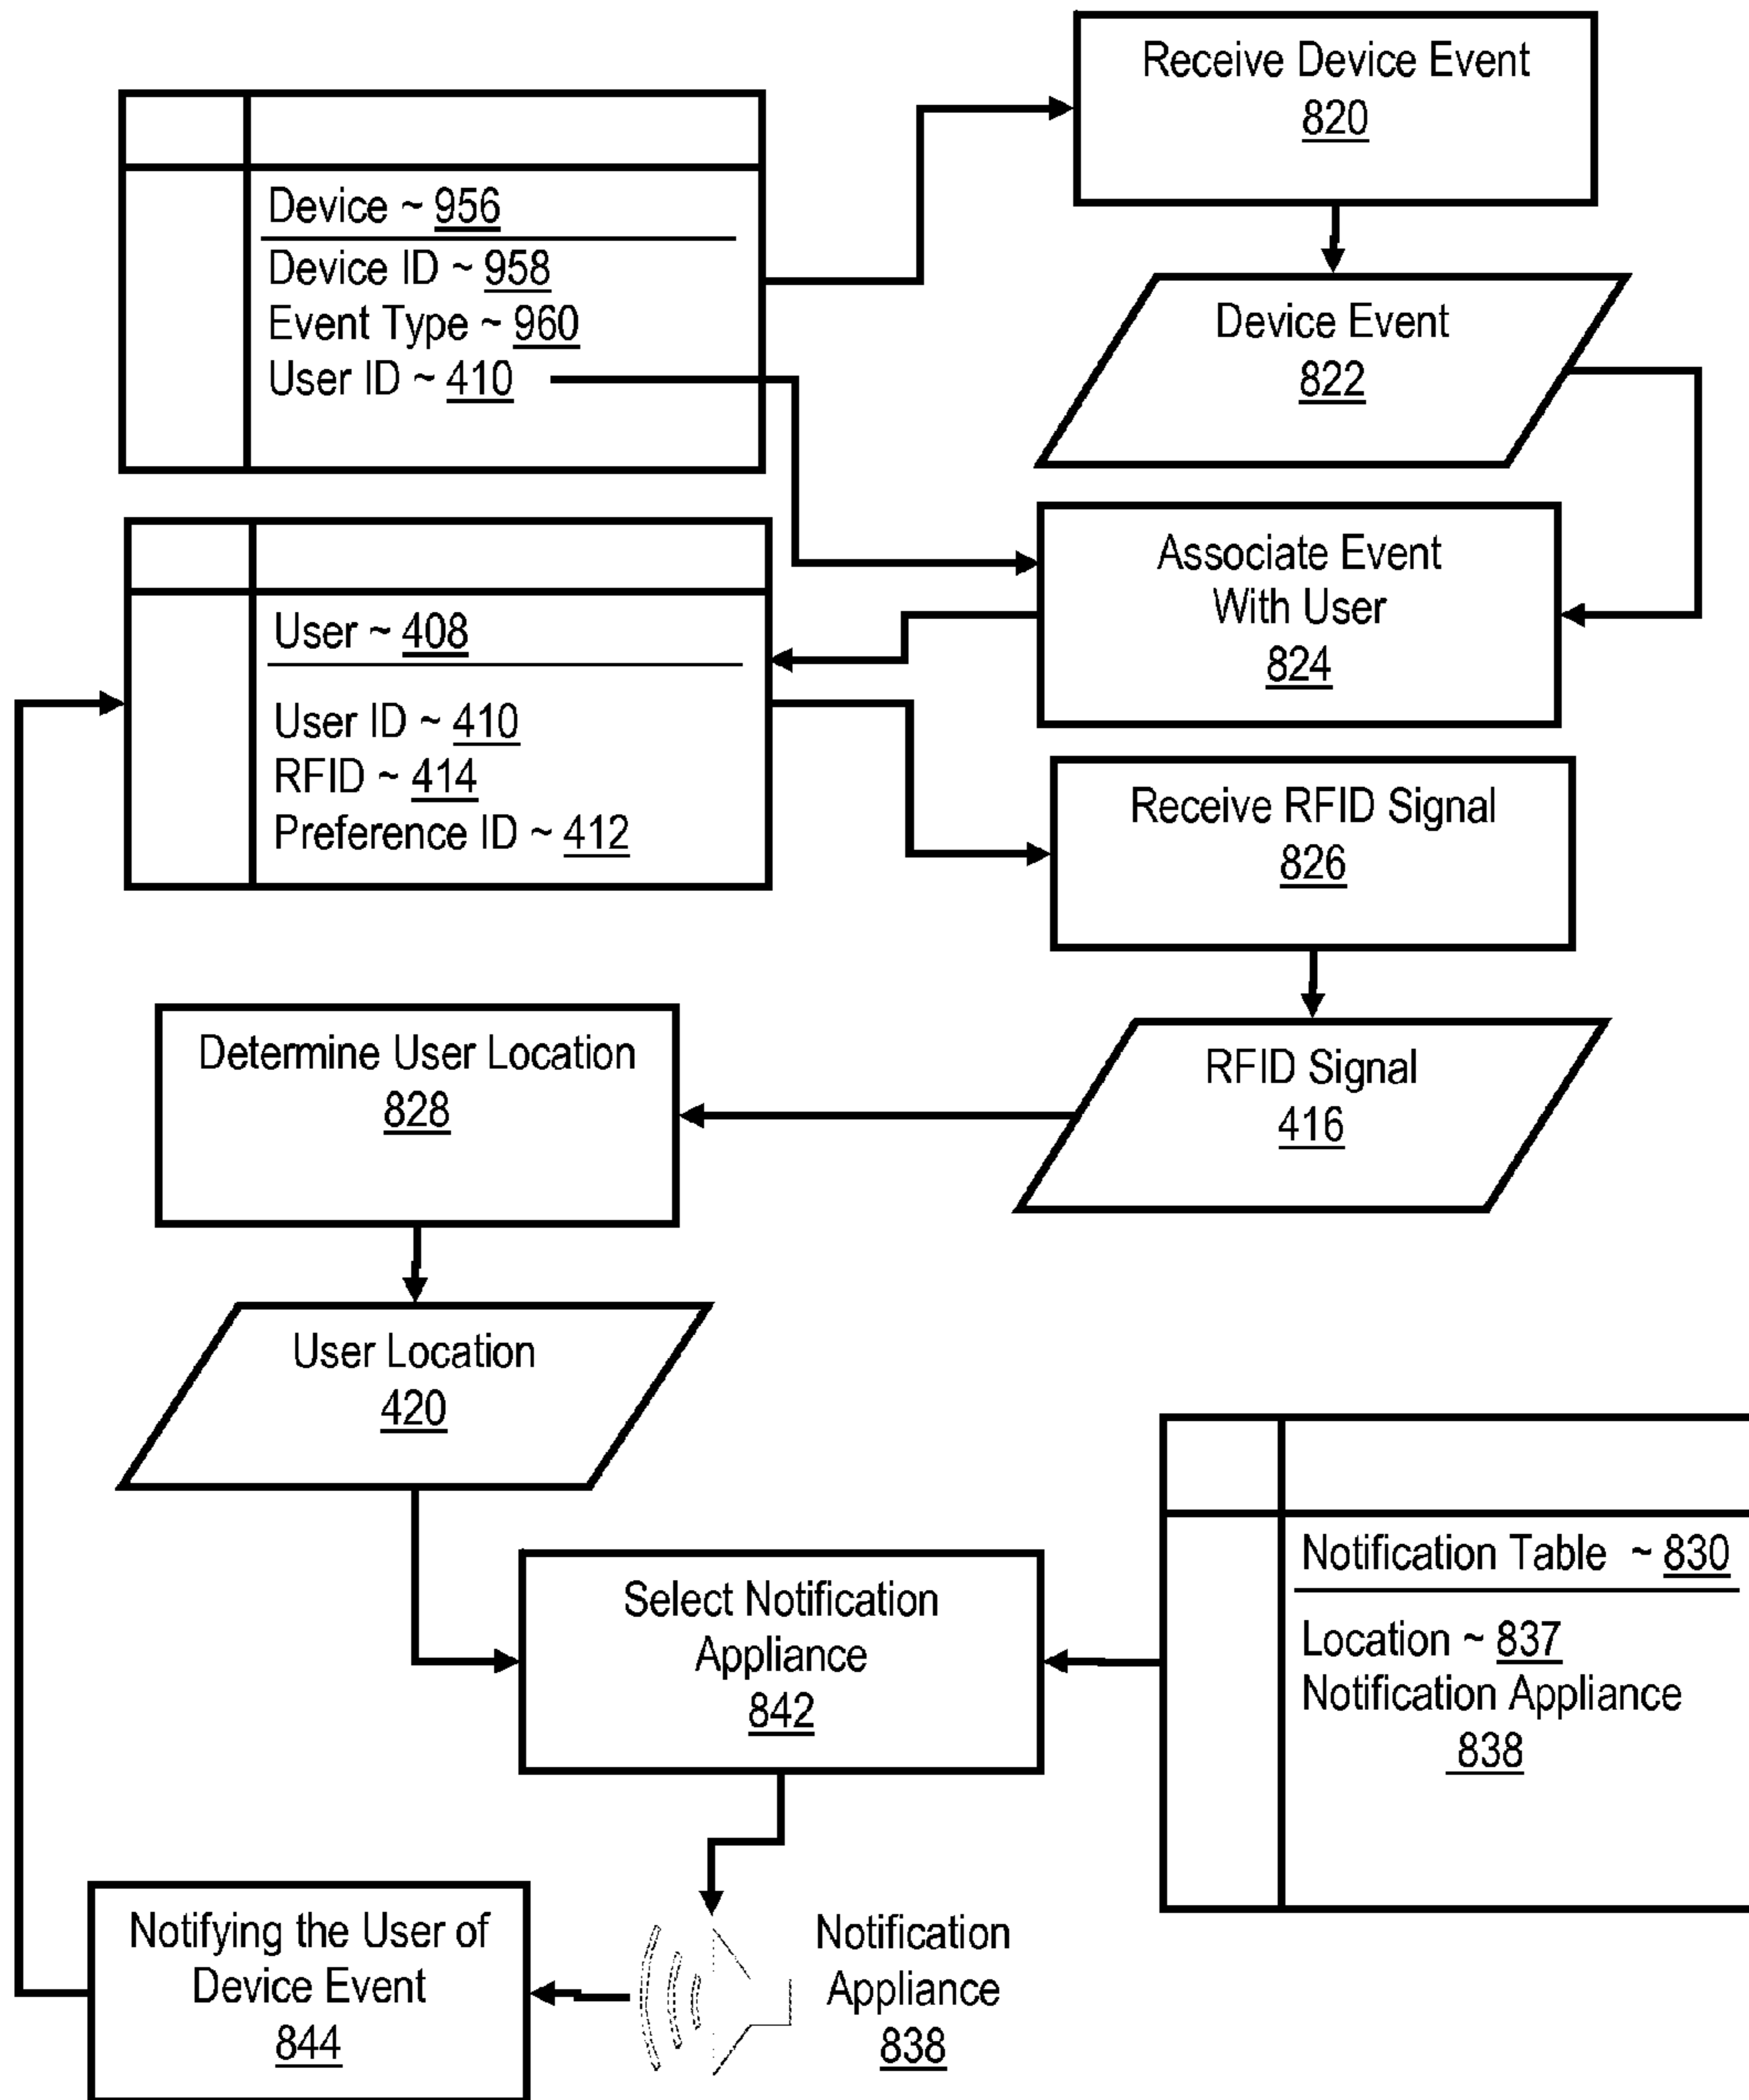 Receive Device Event
820
Device ~ 956
Device ID ~ 958
Event Type ~ 960
User ID ~ 410
Device Event
822
Associate Event
With User
824
User ~ 408
User ID ~ 410
RFID ~ 414
Preference ID ~ 412
Receive RFID Signal
826
Determine User Location
828
RFID Signal
416
User Location
420
Select Notification
Appliance
842
Notification Table ~ 830
Location ~ 837
Notification Appliance
838
Notifying the User of
Device Event
844
Notification
Appliance
838